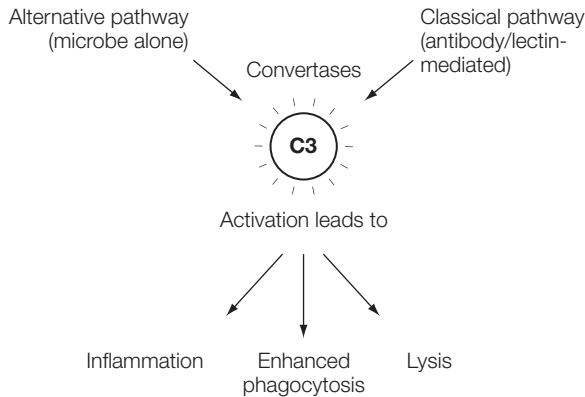 Alternative pathway
(microbe alone)
Classical pathway
(antibody/lectin-
mediated)
Convertases
C3
Activation leads to
Inflammation
Enhanced
phagocytosis
Lysis